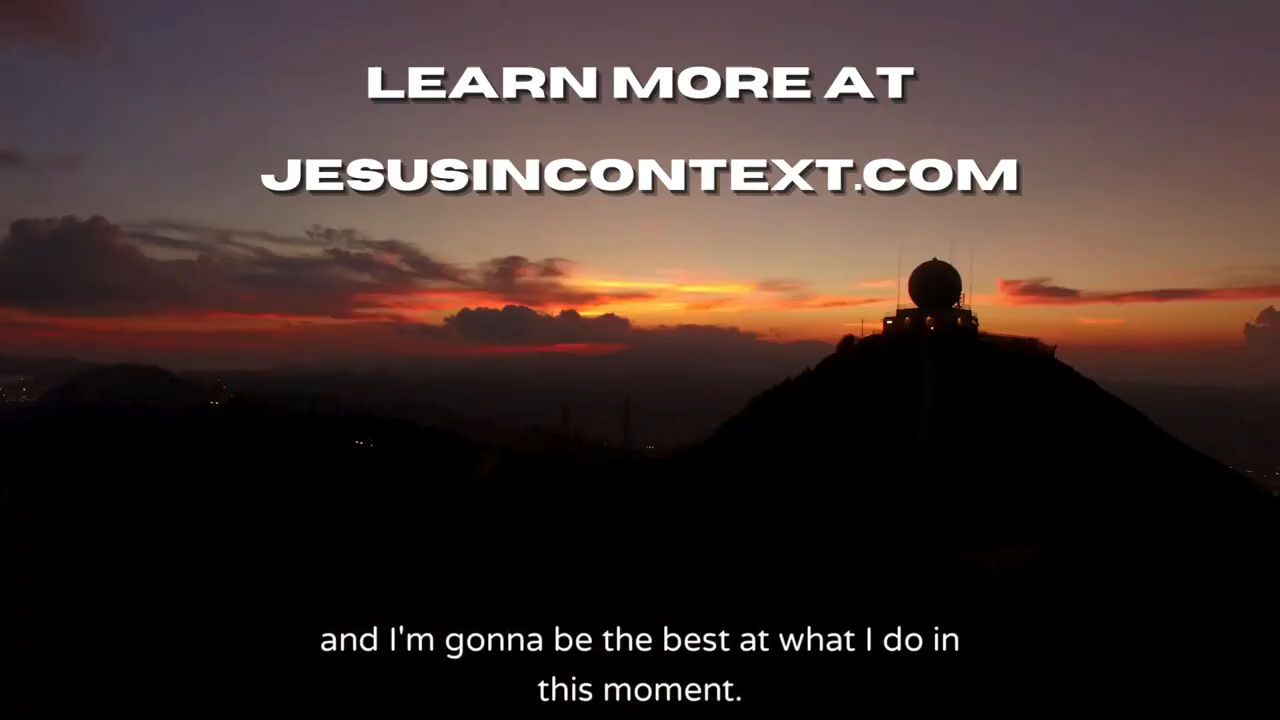 LEARN MORE AT
JESUSINCONTEXT.COM
and I'm gonna be the best at what I do in
this moment.